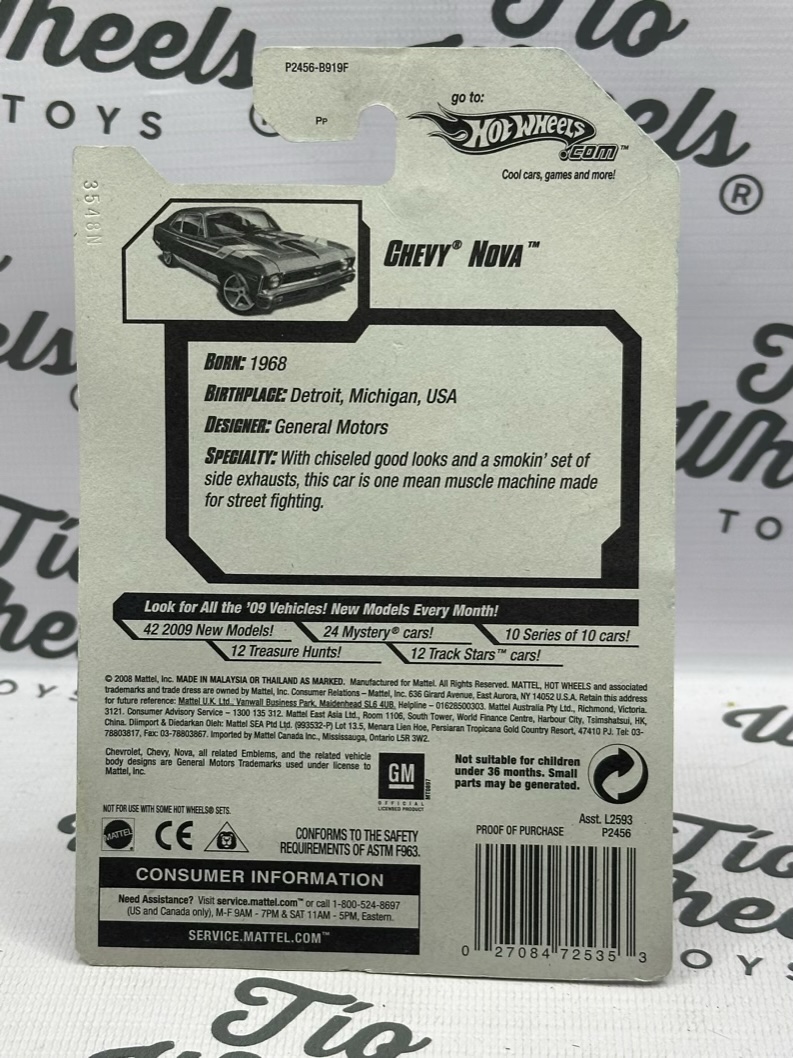 P2456-B919F
PP
go to:
HOT WHEELS
.COM™
Cool cars, games and more!
3548N
CHEVY® NOVA™
BORN: 1968
BIRTHPLACE: Detroit, Michigan, USA
DESIGNER: General Motors
SPECIALTY: With chiseled good looks and a smokin' set of
side exhausts, this car is one mean muscle machine made
for street fighting.
Look for All the '09 Vehicles! New Models Every Month!
42 2009 New Models!
24 Mystery® cars!
10 Series of 10 cars!
12 Treasure Hunts!
12 Track Stars™ cars!
© 2008 Mattel, Inc. MADE IN MALAYSIA OR THAILAND AS MARKED. Manufactured for Mattel. All Rights Reserved. MATTEL, HOT WHEELS and associated
trademarks and trade dress are owned by Mattel, Inc. Consumer Relations – Mattel, Inc. 636 Girard Avenue, East Aurora, NY 14052 U.S.A. Retain this address
for future reference: Mattel U.K. Ltd., Vanwall Business Park, Maidenhead SL6 4UB. Helpline – 01628500303. Mattel Australia Pty Ltd., Richmond, Victoria.
3121. Consumer Advisory Service – 1300 135 312. Mattel East Asia Ltd., Room 1106, South Tower, World Finance Centre, Harbour City, Tsimshatsui, HK,
China. Diimport & Diedarkan Oleh: Mattel SEA Ptd Ltd. (993532-P) Lot 13.5, Menara Lien Hoe, Persiaran Tropicana Golf Country Resort, 47410 PJ. Tel: 03-
78803817, Fax: 03-78803867. Imported by Mattel Canada Inc., Mississauga, Ontario L5R 3W2.
Chevrolet, Chevy, Nova, all related Emblems, and the related vehicle
body designs are General Motors Trademarks used under license to
Mattel, Inc.
GM
OFFICIAL
LICENSED PRODUCT
Not suitable for children
under 36 months. Small
parts may be generated.
NOT FOR USE WITH SOME HOT WHEELS® SETS.
MATTEL
CE
CONFORMS TO THE SAFETY
REQUIREMENTS OF ASTM F963.
Asst. L2593
PROOF OF PURCHASE P2456
CONSUMER INFORMATION
Need Assistance? Visit service.mattel.com™ or call 1-800-524-8697
(US and Canada only), M-F 9AM - 7PM & SAT 11AM - 5PM, Eastern.
SERVICE.MATTEL.COM™
0 27084 72535 3
Tío
Wheels
TOYS
®